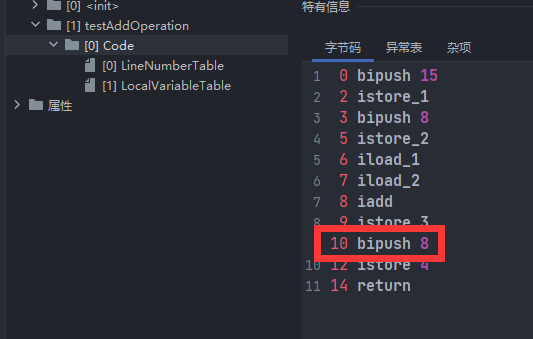 [0] <init>
[1] testAddOperation
[0] Code
[0] LineNumberTable
[1] LocalVariableTable
属性
特有信息
字节码 异常表 杂项
1 0 bipush 15
2 2 istore_1
3 3 bipush 8
4 5 istore_2
5 6 iload_1
6 7 iload_2
7 8 iadd
8 9 istore_3
10 bipush 8
10 12 istore 4
11 14 return